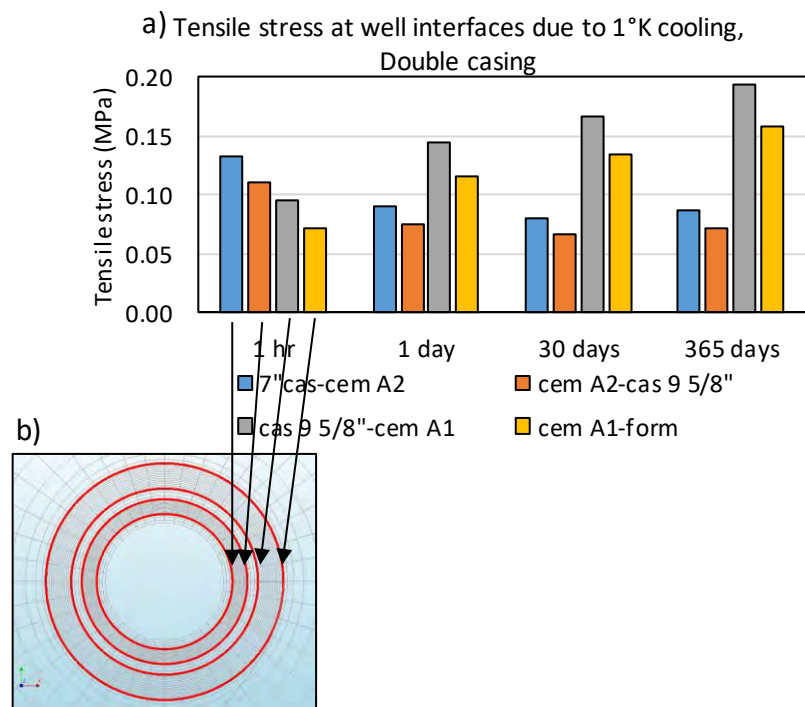 a) Tensile stress at well interfaces due to 1°K cooling,
Double casing
Tensile stress (MPa)
0.20
0.15
0.10
0.05
0.00
1 hr 1 day 30 days 365 days
7"cas-cem A2 cem A2-cas 9 5/8"
cas 9 5/8"-cem A1 cem A1-form
b)